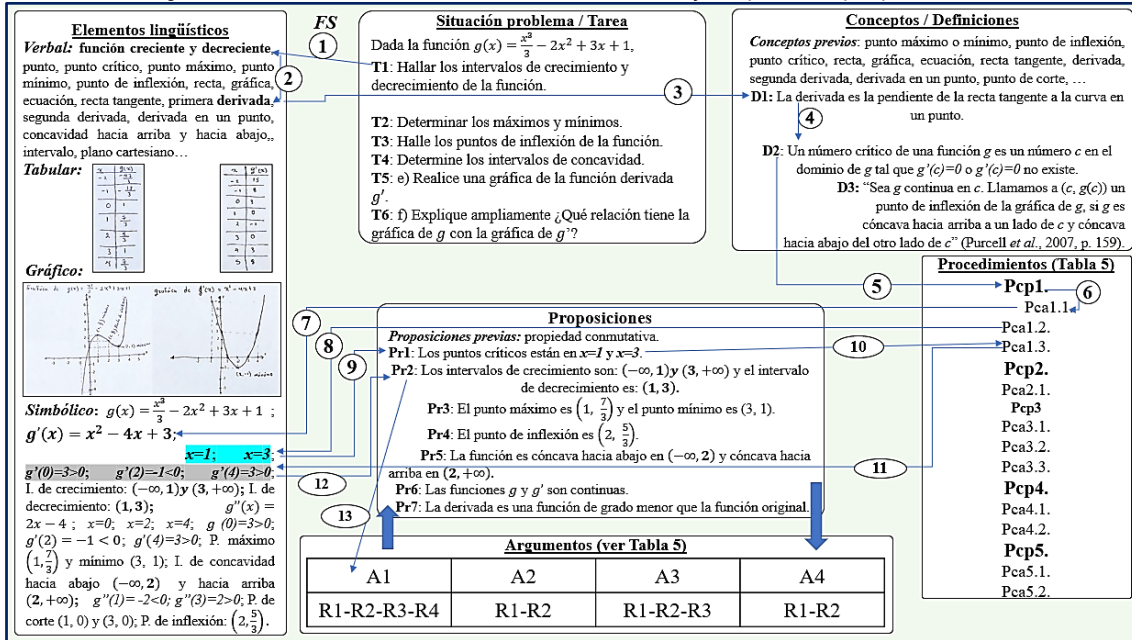 Elementos lingüísticos
Verbal: función creciente y decreciente,
punto, punto crítico, punto máximo, punto
mínimo, punto de inflexión, recta, gráfica,
ecuación, recta tangente, primera derivada,
segunda derivada, derivada en un punto,
concavidad hacia arriba y hacia abajo,,
intervalo, plano cartesiano…
Tabular:
Gráfico:
Simbólico: g(x) = x³/3 − 2x² + 3x + 1 ;
g'(x) = x² − 4x + 3;
x=1; x=3;
g'(0)=3>0; g'(2)=-1<0; g'(4)=3>0;
I. de crecimiento: (−∞, 1) y (3, +∞); I. de
decrecimiento: (1, 3); g''(x) =
2x − 4 ; x=0; x=2; x=4; g (0)=3>0;
g'(2) = −1 < 0; g'(4)=3>0; P. máximo
(1, 7/3) y mínimo (3, 1); I. de concavidad
hacia abajo (−∞, 2) y hacia arriba
(2, +∞); g''(1)= -2<0; g''(3)=2>0; P. de
corte (1, 0) y (3, 0); P. de inflexión: (2, 5/3).
FS
1
2
Situación problema / Tarea
Dada la función g(x) = x³/3 − 2x² + 3x + 1,
T1: Hallar los intervalos de crecimiento y
decrecimiento de la función.
3
T2: Determinar los máximos y mínimos.
T3: Halle los puntos de inflexión de la función.
T4: Determine los intervalos de concavidad.
T5: e) Realice una gráfica de la función derivada
g'.
T6: f) Explique ampliamente ¿Qué relación tiene la
gráfica de g con la gráfica de g'?
Conceptos / Definiciones
Conceptos previos: punto máximo o mínimo, punto de inflexión,
punto crítico, recta, gráfica, ecuación, recta tangente, derivada,
segunda derivada, derivada en un punto, punto de corte, …
D1: La derivada es la pendiente de la recta tangente a la curva en
un punto.
4
D2: Un número crítico de una función g es un número c en el
dominio de g tal que g'(c)=0 o g'(c)=0 no existe.
D3: “Sea g continua en c. Llamamos a (c, g(c)) un
punto de inflexión de la gráfica de g, si g es
cóncava hacia arriba a un lado de c y cóncava
hacia abajo del otro lado de c” (Purcell et al., 2007, p. 159).
5
Procedimientos (Tabla 5)
Pcp1.
6
Pca1.1.
Pca1.2.
Pca1.3.
Pcp2.
Pca2.1.
Pcp3
Pca3.1.
Pca3.2.
Pca3.3.
Pcp4.
Pca4.1.
Pca4.2.
Pcp5.
Pca5.1.
Pca5.2.
7
8
9
10
11
12
13
Proposiciones
Proposiciones previas: propiedad conmutativa.
Pr1: Los puntos críticos están en x=1 y x=3.
Pr2: Los intervalos de crecimiento son: (−∞, 1) y (3, +∞) y el intervalo
de decrecimiento es: (1, 3).
Pr3: El punto máximo es (1, 7/3) y el punto mínimo es (3, 1).
Pr4: El punto de inflexión es (2, 5/3).
Pr5: La función es cóncava hacia abajo en (−∞, 2) y cóncava hacia
arriba en (2, +∞).
Pr6: Las funciones g y g' son continuas.
Pr7: La derivada es una función de grado menor que la función original.
Argumentos (ver Tabla 5)
A1 A2 A3 A4
R1-R2-R3-R4 R1-R2 R1-R2-R3 R1-R2